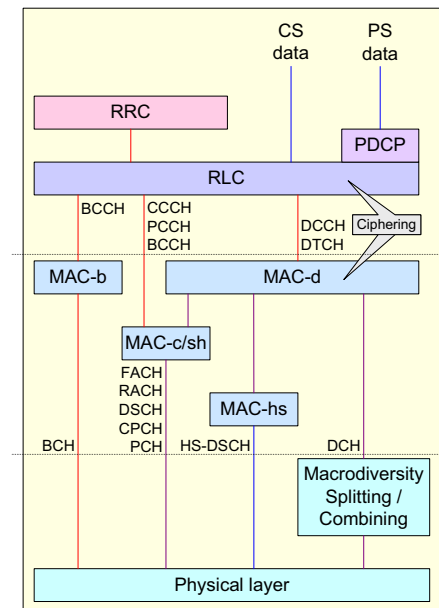 CS
data
PS
data
RRC
PDCP
RLC
BCCH
CCCH
PCCH
BCCH
DCCH
DTCH
Ciphering
MAC-b
MAC-d
MAC-c/sh
FACH
RACH
DSCH
CPCH
PCH
MAC-hs
BCH
HS-DSCH
DCH
Macrodiversity
Splitting /
Combining
Physical layer